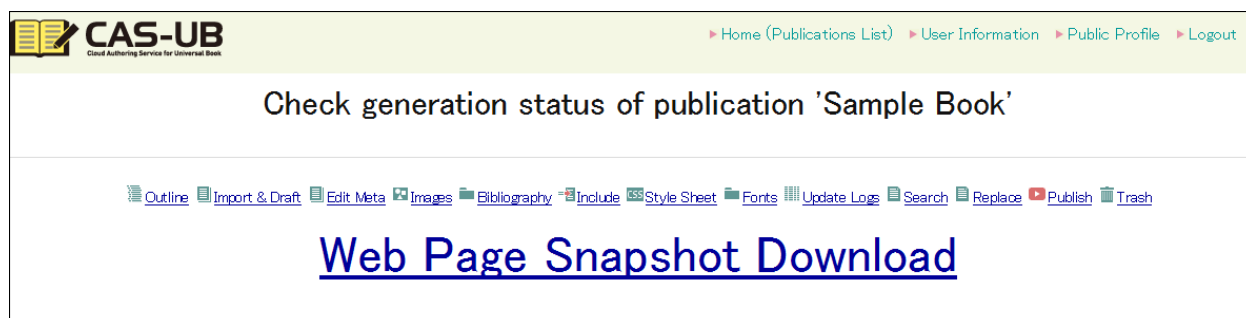 CAS-UB
Cloud Authoring Service for Universal Book
Home (Publications List) User Information Public Profile Logout
Check generation status of publication 'Sample Book'
Outline Import & Draft Edit Meta Images Bibliography Include CSS Style Sheet Fonts Update Logs Search Replace Publish Trash
Web Page Snapshot Download